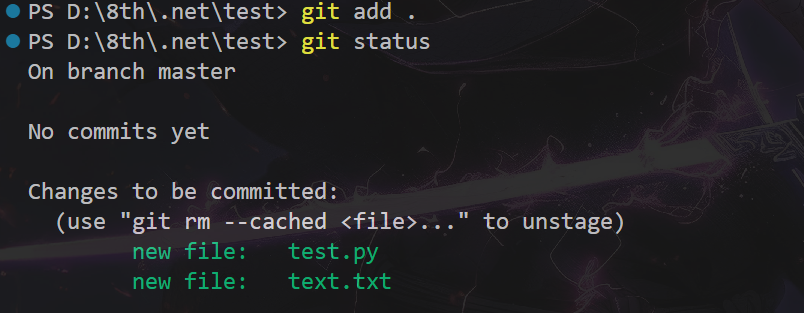 PS D:\8th\.net\test> git add .
PS D:\8th\.net\test> git status
On branch master
No commits yet
Changes to be committed:
(use "git rm --cached <file>..." to unstage)
new file: test.py
new file: text.txt